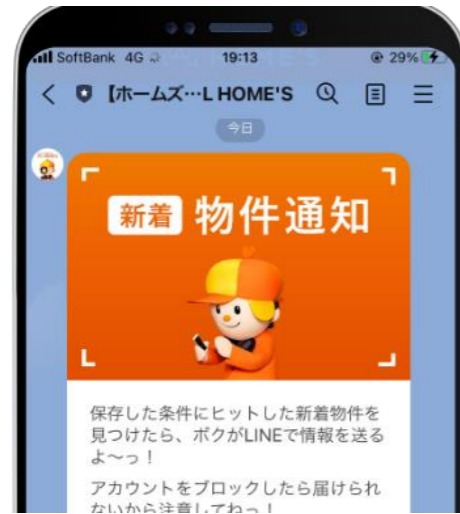 SoftBank 4G 19:13 29%
【ホームズ…L HOME'S
今日
新着 物件通知
保存した条件にヒットした新着物件を
見つけたら、ボクがLINEで情報を送る
よ〜っ！
アカウントをブロックしたら届けられ
ないから注意してねっ！